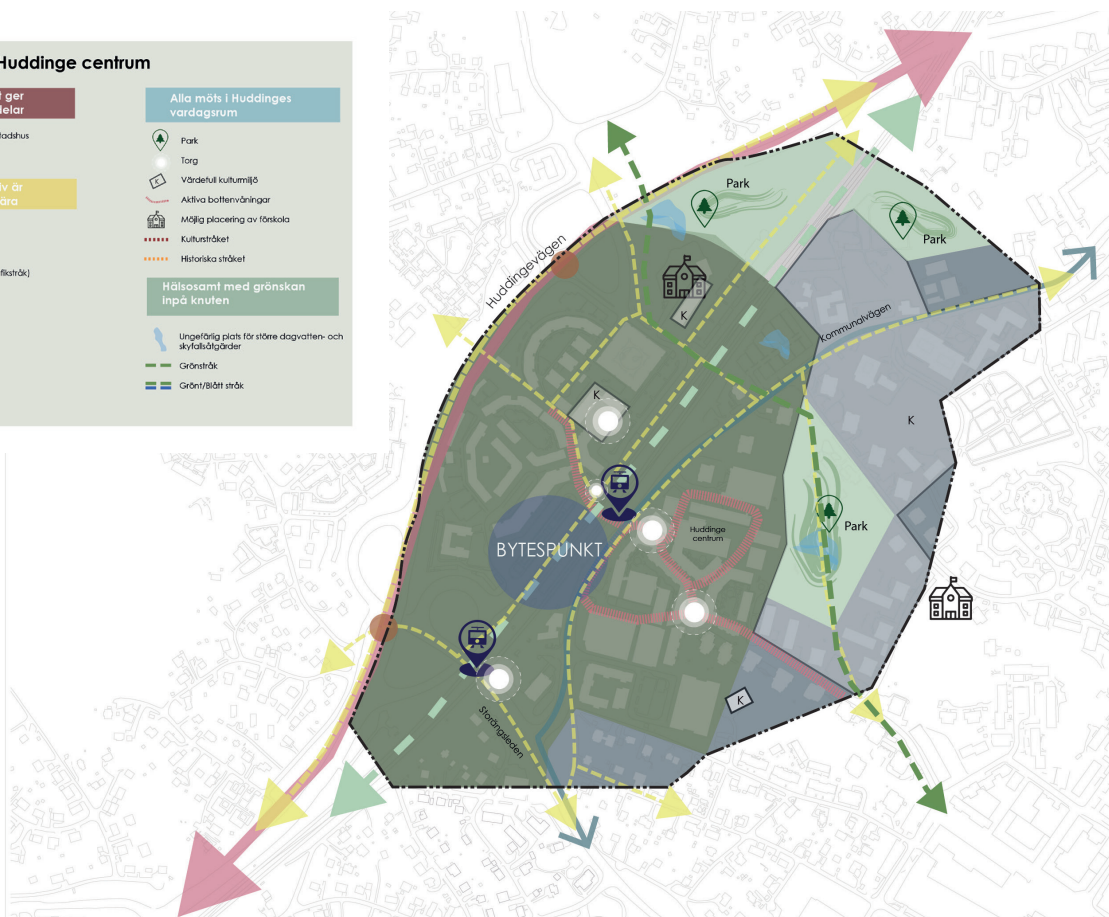 Huddinge centrum
t ger
delar
tadshus
iv är
ära
fikstråk)
Alla möts i Huddinges
vardagsrum
Park
Torg
K
Värdefull kulturmiljö
Aktiva bottenvåningar
Möjlig placering av förskola
Kulturstråket
Historiska stråket
Hälsosamt med grönskan
inpå knuten
Ungefärlig plats för större dagvatten- och
skyfallsåtgärder
Grönstråk
Grönt/Blått stråk
Park
Park
Huddingevägen
K
Kommunalvägen
K
K
Park
Huddinge
centrum
BYTESPUNKT
K
Storängsleden